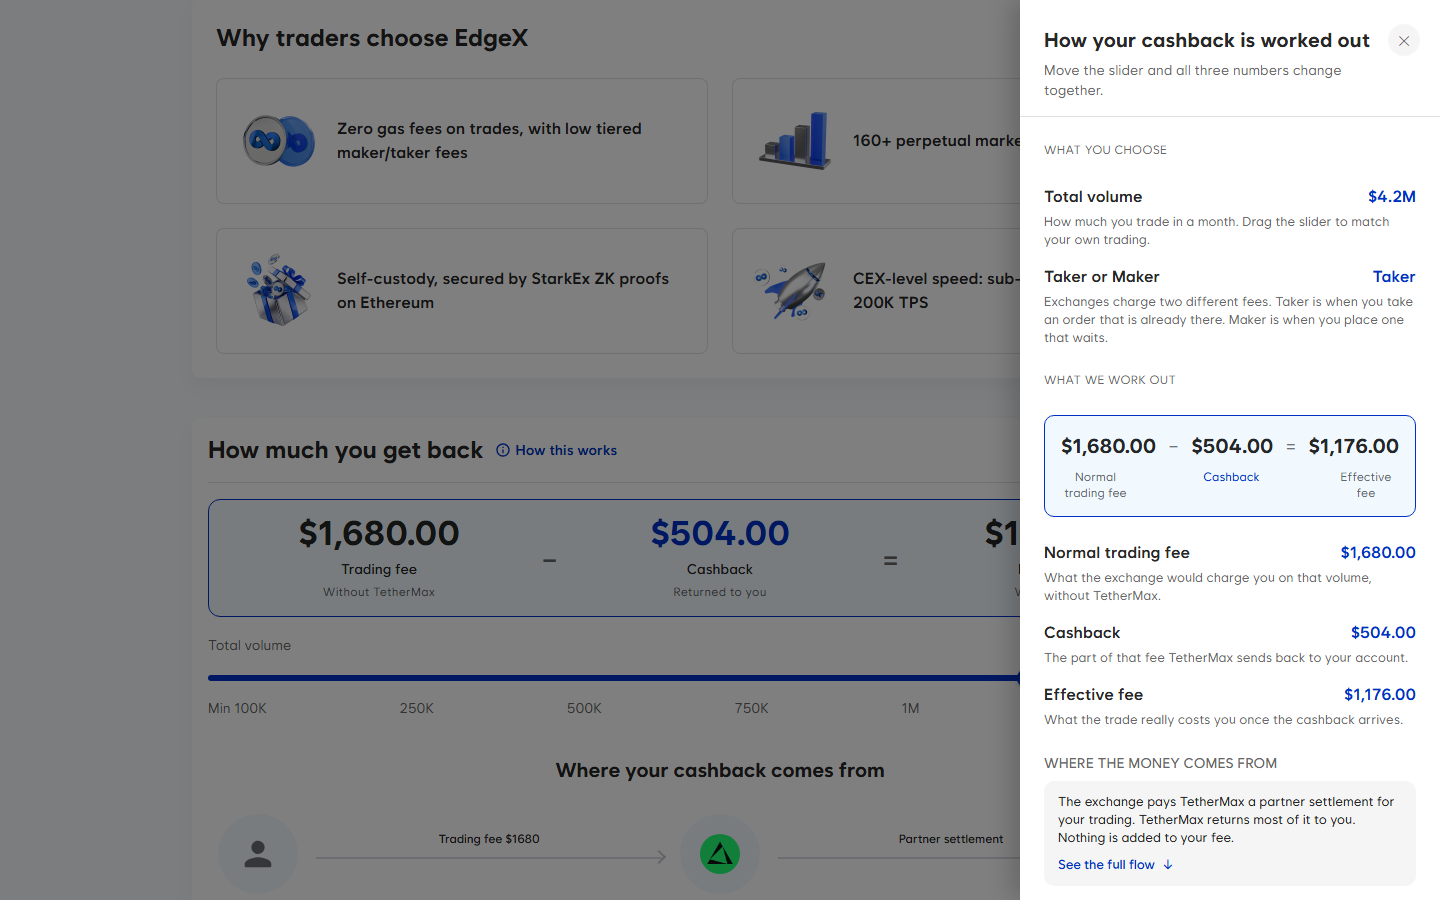 Why traders choose EdgeX
Zero gas fees on trades, with low tiered
maker/taker fees
160+ perpetual marke
Self-custody, secured by StarkEx ZK proofs
on Ethereum
CEX-level speed: sub-
200K TPS
How much you get back
How this works
$1,680.00
Trading fee
Without TetherMax
–
$504.00
Cashback
Returned to you
=
$1
Total volume
Min 100K
250K
500K
750K
1M
Where your cashback comes from
Trading fee $1680
Partner settlement
How your cashback is worked out
Move the slider and all three numbers change
together.
WHAT YOU CHOOSE
Total volume
$4.2M
How much you trade in a month. Drag the slider to match
your own trading.
Taker or Maker
Taker
Exchanges charge two different fees. Taker is when you take
an order that is already there. Maker is when you place one
that waits.
WHAT WE WORK OUT
$1,680.00 – $504.00 = $1,176.00
Normal
trading fee
Cashback
Effective
fee
Normal trading fee
$1,680.00
What the exchange would charge you on that volume,
without TetherMax.
Cashback
$504.00
The part of that fee TetherMax sends back to your account.
Effective fee
$1,176.00
What the trade really costs you once the cashback arrives.
WHERE THE MONEY COMES FROM
The exchange pays TetherMax a partner settlement for
your trading. TetherMax returns most of it to you.
Nothing is added to your fee.
See the full flow ↓